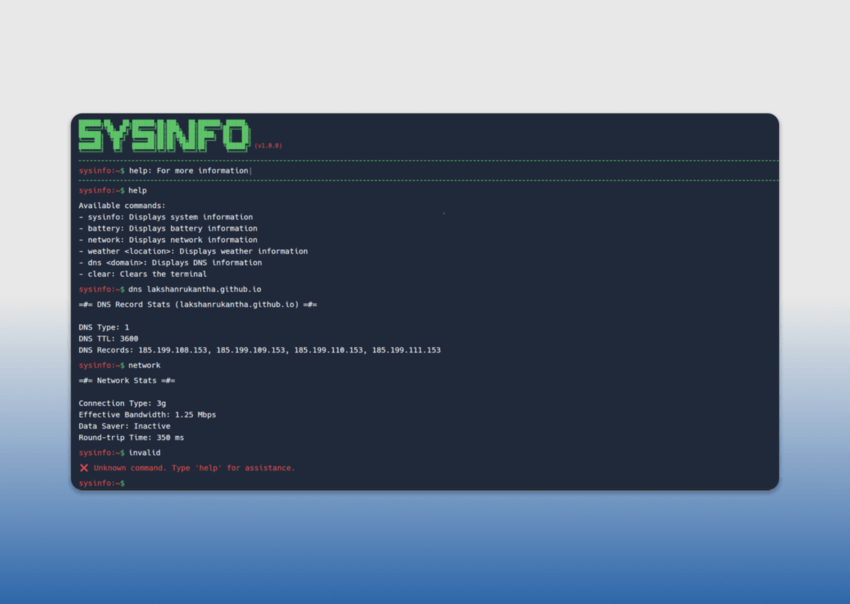 SYSINFO (v1.0.0)
sysinfo:~$ help: For more information|
sysinfo:~$ help
Available commands:
- sysinfo: Displays system information
- battery: Displays battery information
- network: Displays network information
- weather <location>: Displays weather information
- dns <domain>: Displays DNS information
- clear: Clears the terminal
sysinfo:~$ dns lakshanrukantha.github.io
=#= DNS Record Stats (lakshanrukantha.github.io) =#=
DNS Type: 1
DNS TTL: 3600
DNS Records: 185.199.108.153, 185.199.109.153, 185.199.110.153, 185.199.111.153
sysinfo:~$ network
=#= Network Stats =#=
Connection Type: 3g
Effective Bandwidth: 1.25 Mbps
Data Saver: Inactive
Round-trip Time: 350 ms
sysinfo:~$ invalid
❌ Unknown command. Type 'help' for assistance.
sysinfo:~$